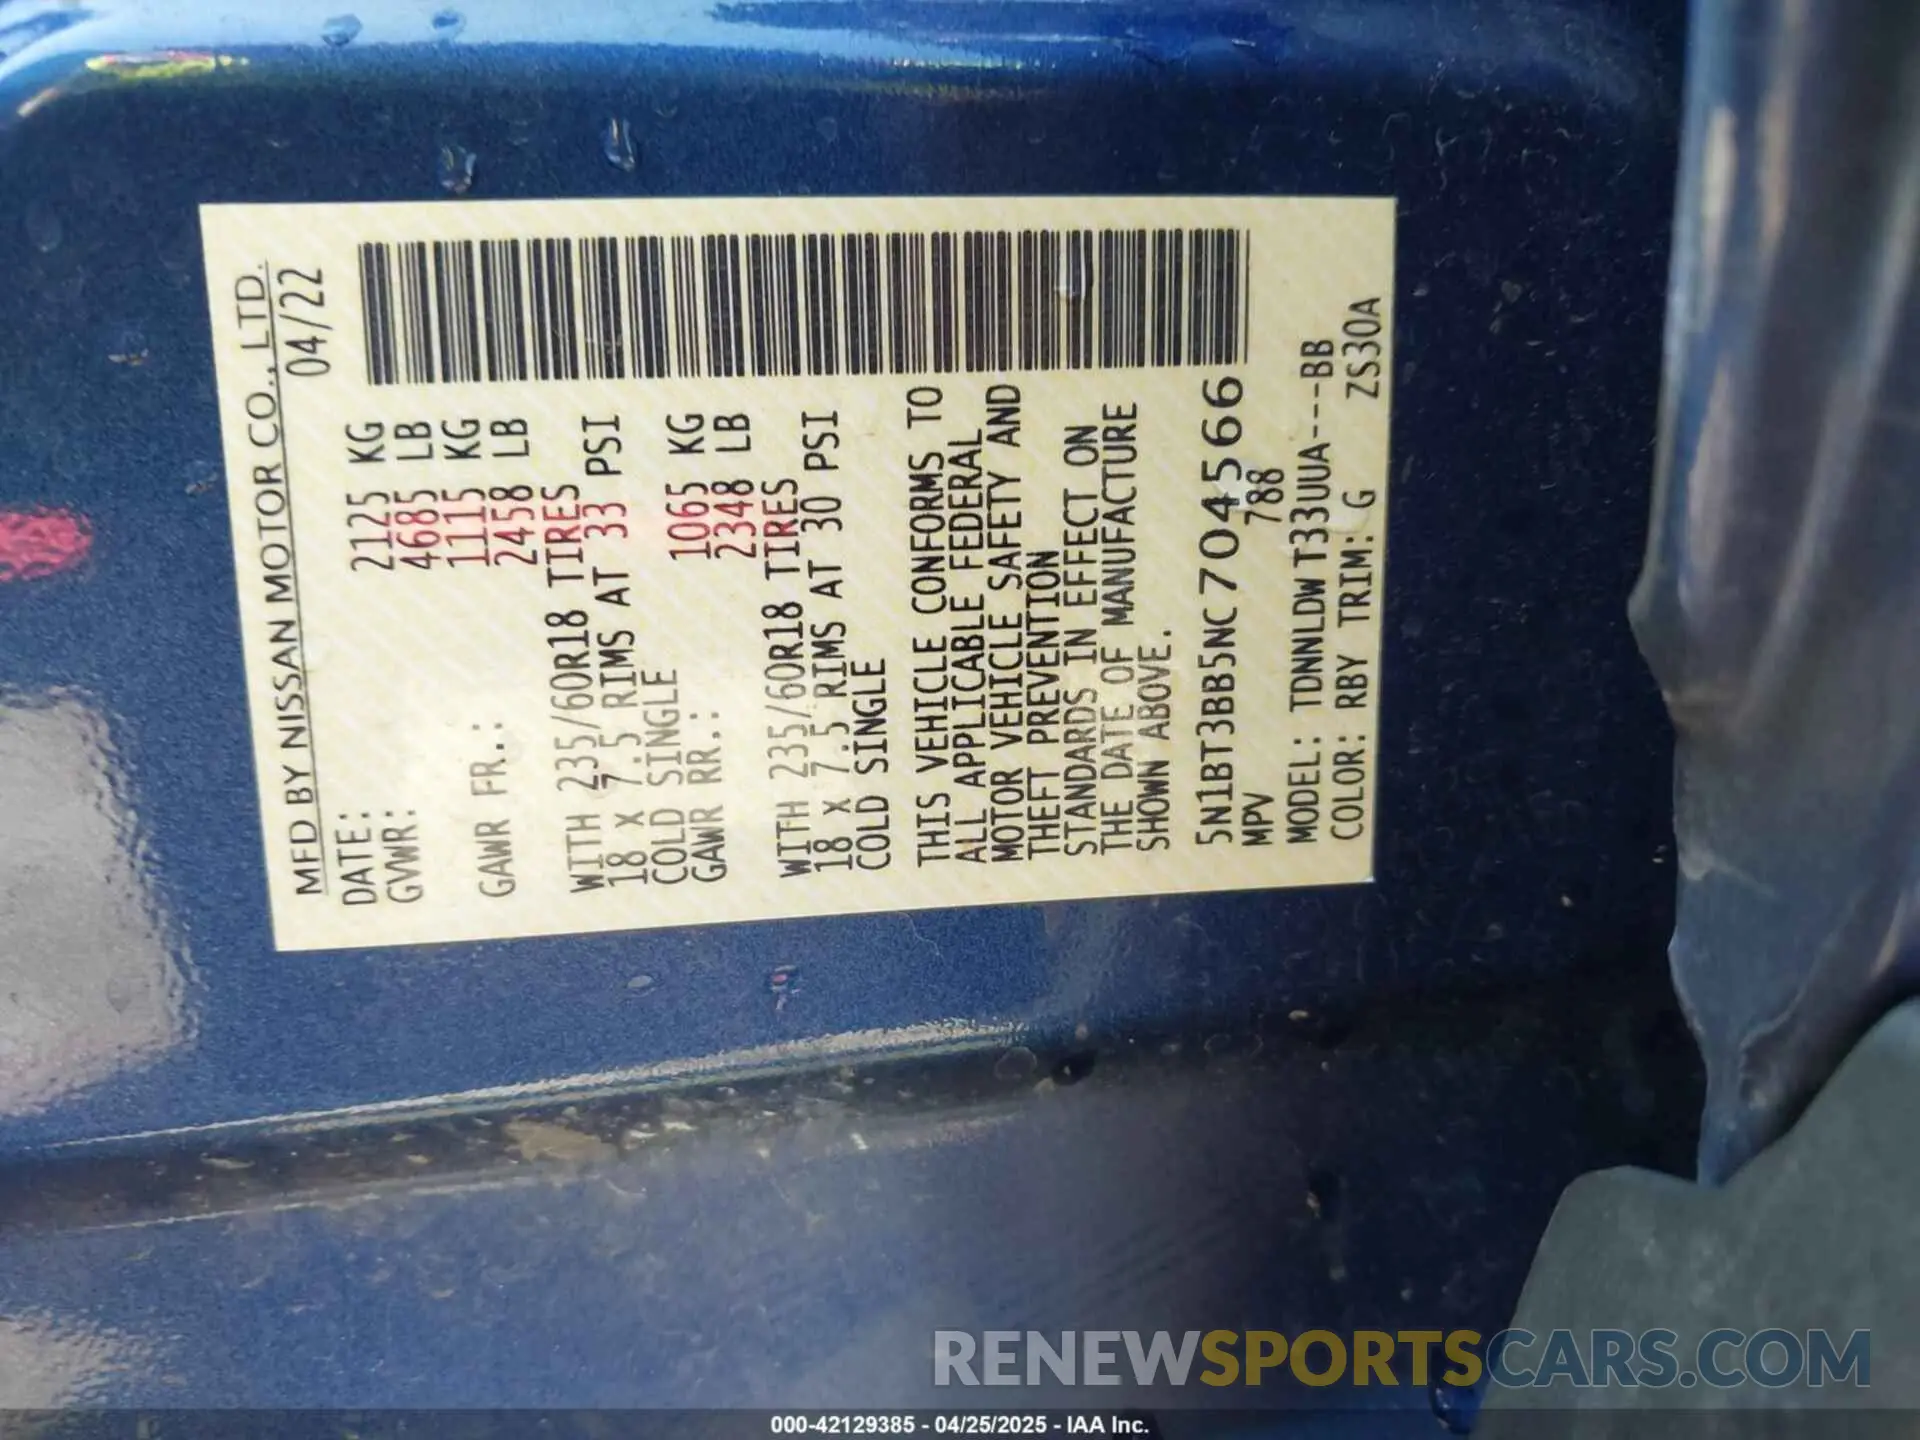 MFD BY NISSAN MOTOR CO., LTD.
DATE: 04/22
GVWR: 2125 KG
4685 LB
1115 KG
GAWR FR.: 2458 LB
WITH 235/60R18 TIRES
18 X 7.5 RIMS AT 33 PSI
COLD SINGLE
GAWR RR.: 1065 KG
2348 LB
WITH 235/60R18 TIRES
18 X 7.5 RIMS AT 30 PSI
COLD SINGLE
THIS VEHICLE CONFORMS TO
ALL APPLICABLE FEDERAL
MOTOR VEHICLE SAFETY AND
THEFT PREVENTION
STANDARDS IN EFFECT ON
THE DATE OF MANUFACTURE
SHOWN ABOVE.
5N1BT3BB5NC704566
MPV 788
MODEL: TDNNLDW T33UUA---BB
COLOR: RBY TRIM: G ZS30A
RENEWSPORTSCARS.COM
000-42129385 - 04/25/2025 - IAA Inc.